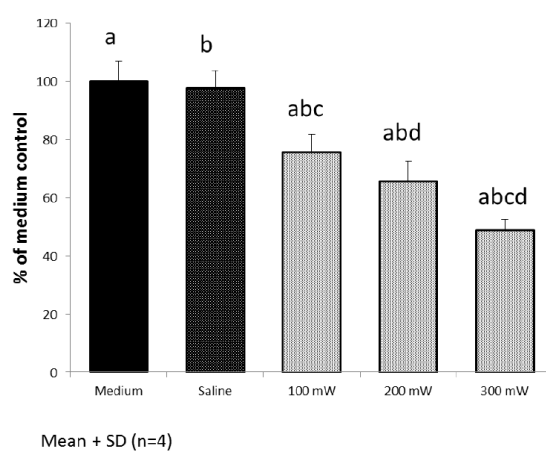 120
100
80
60
40
20
0
% of medium control
a
b
abc
abd
abcd
Medium Saline 100 mW 200 mW 300 mW
Mean + SD (n=4)